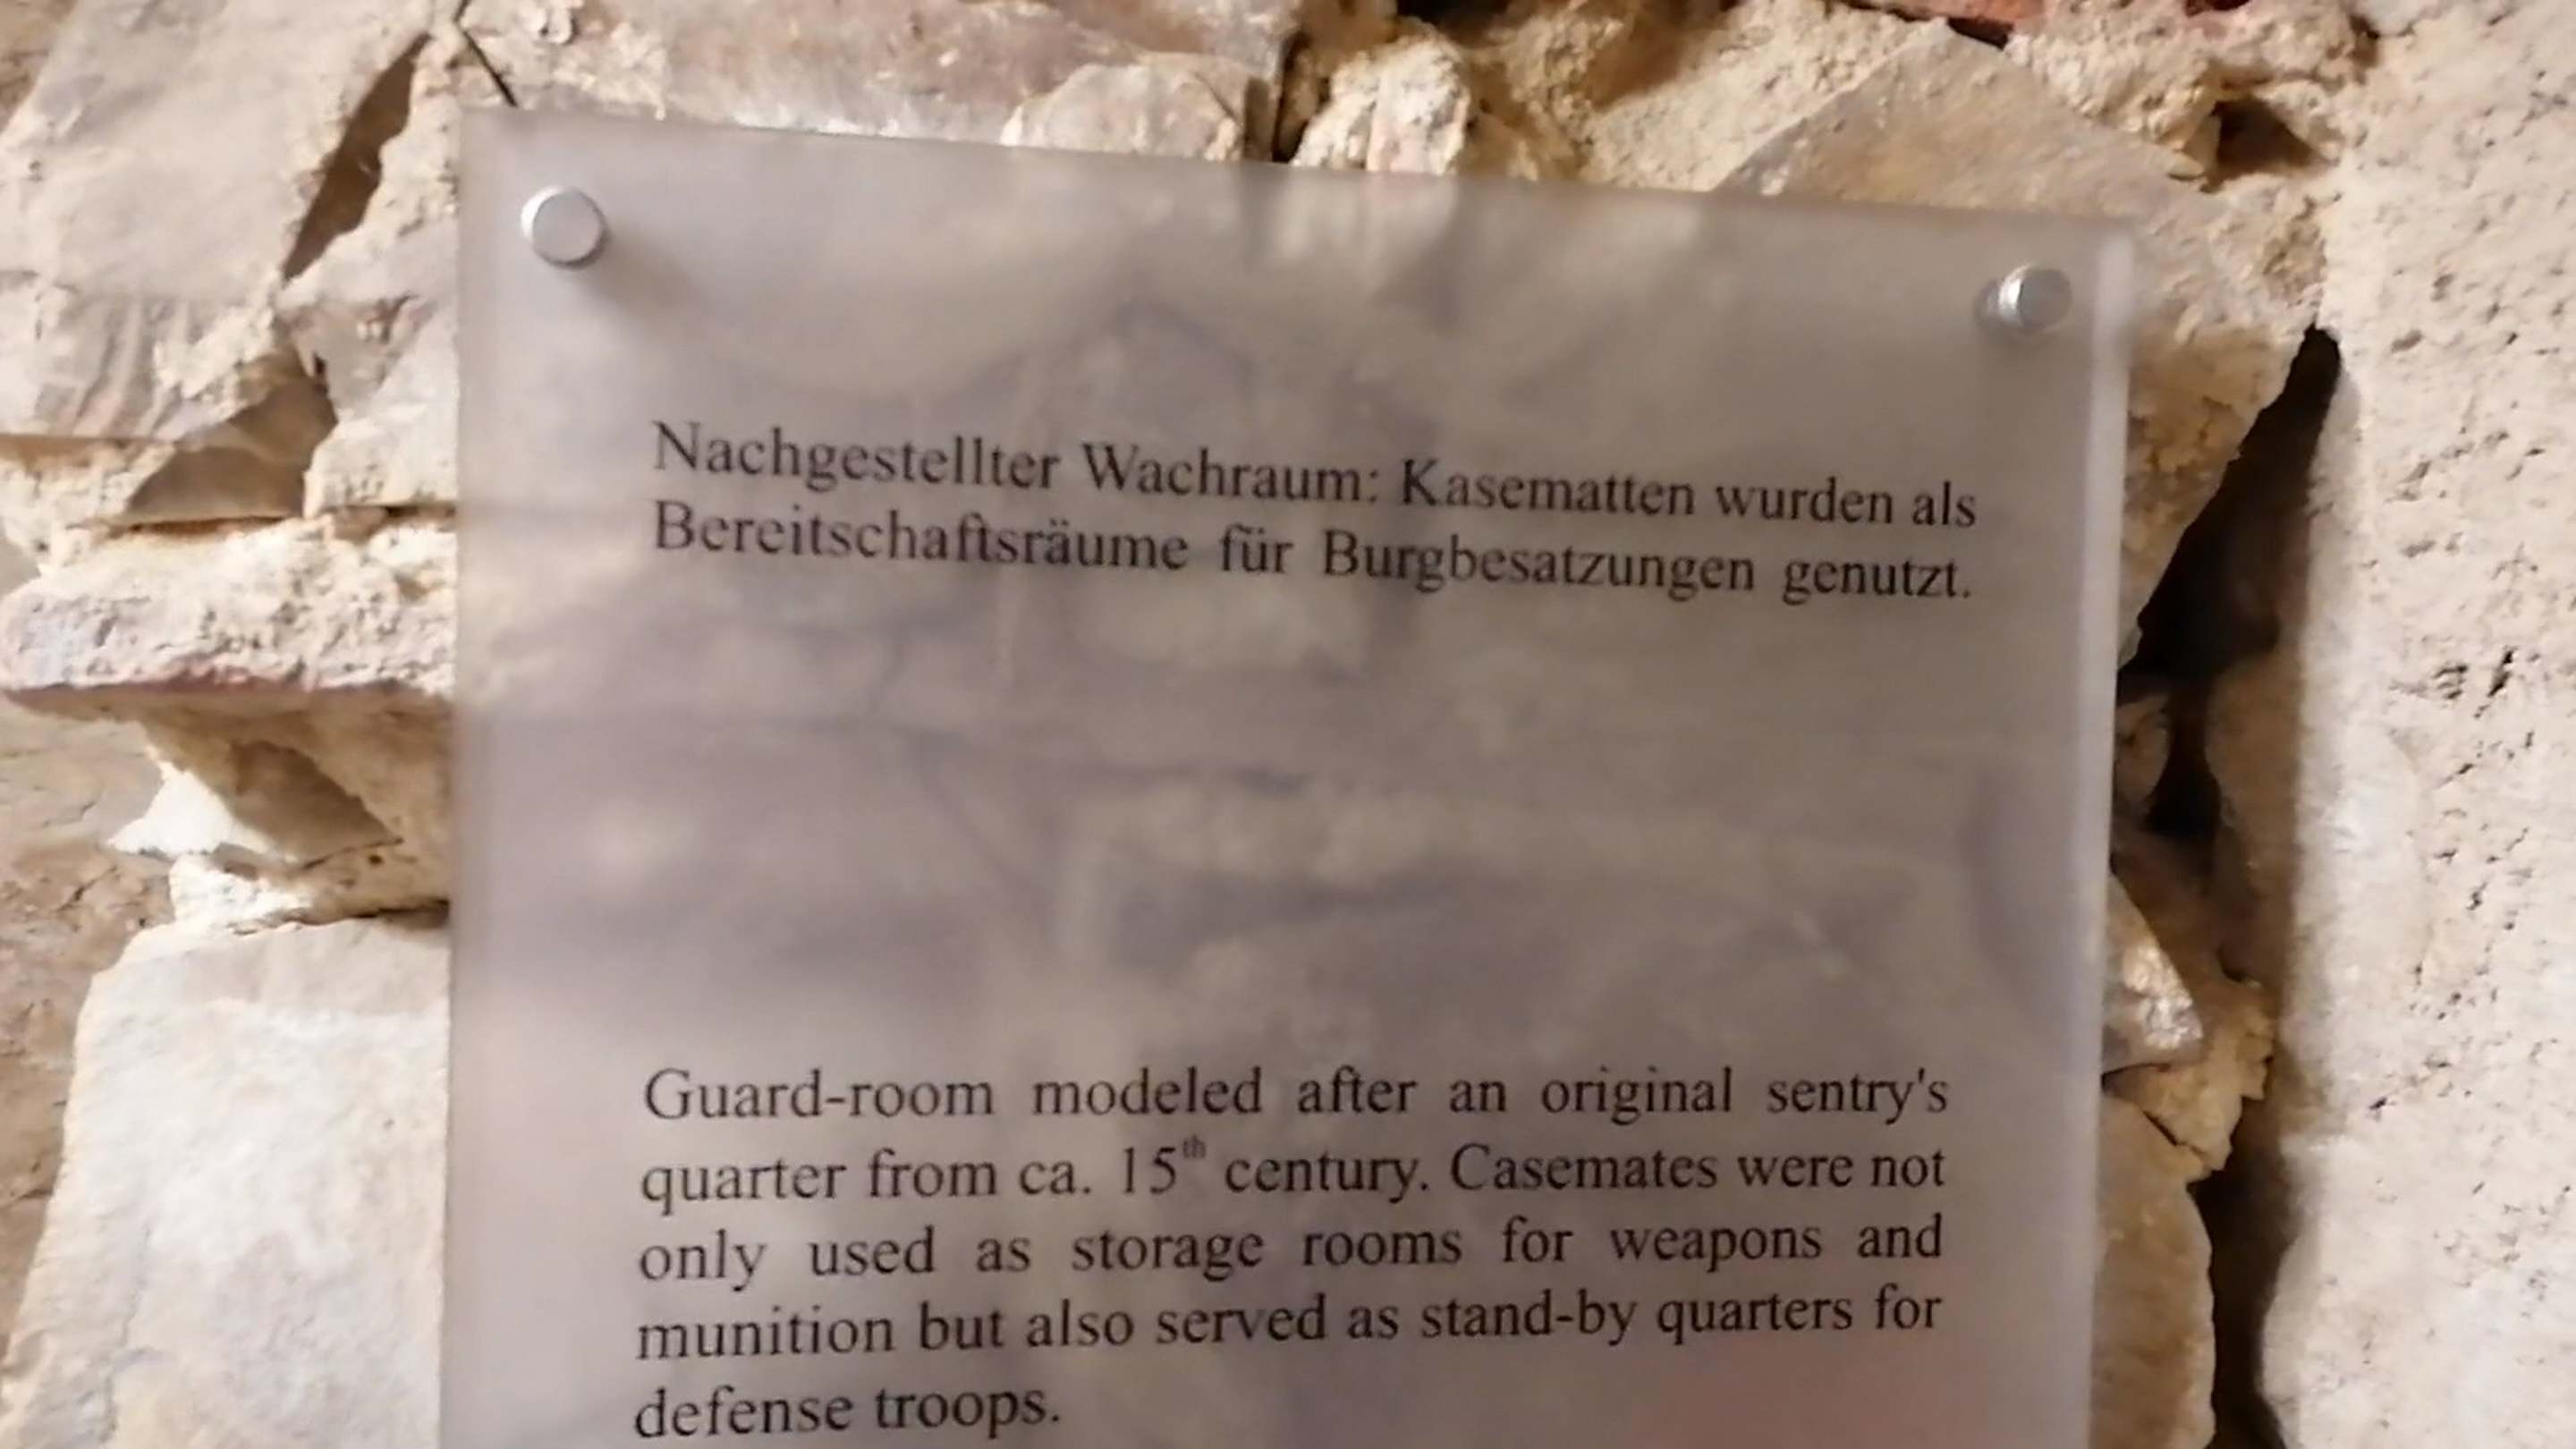 Nachgestellter Wachraum: Kasematten wurden als
Bereitschaftsräume für Burgbesatzungen genutzt.
Guard-room modeled after an original sentry's
quarter from ca. 15th century. Casemates were not
only used as storage rooms for weapons and
munition but also served as stand-by quarters for
defense troops.